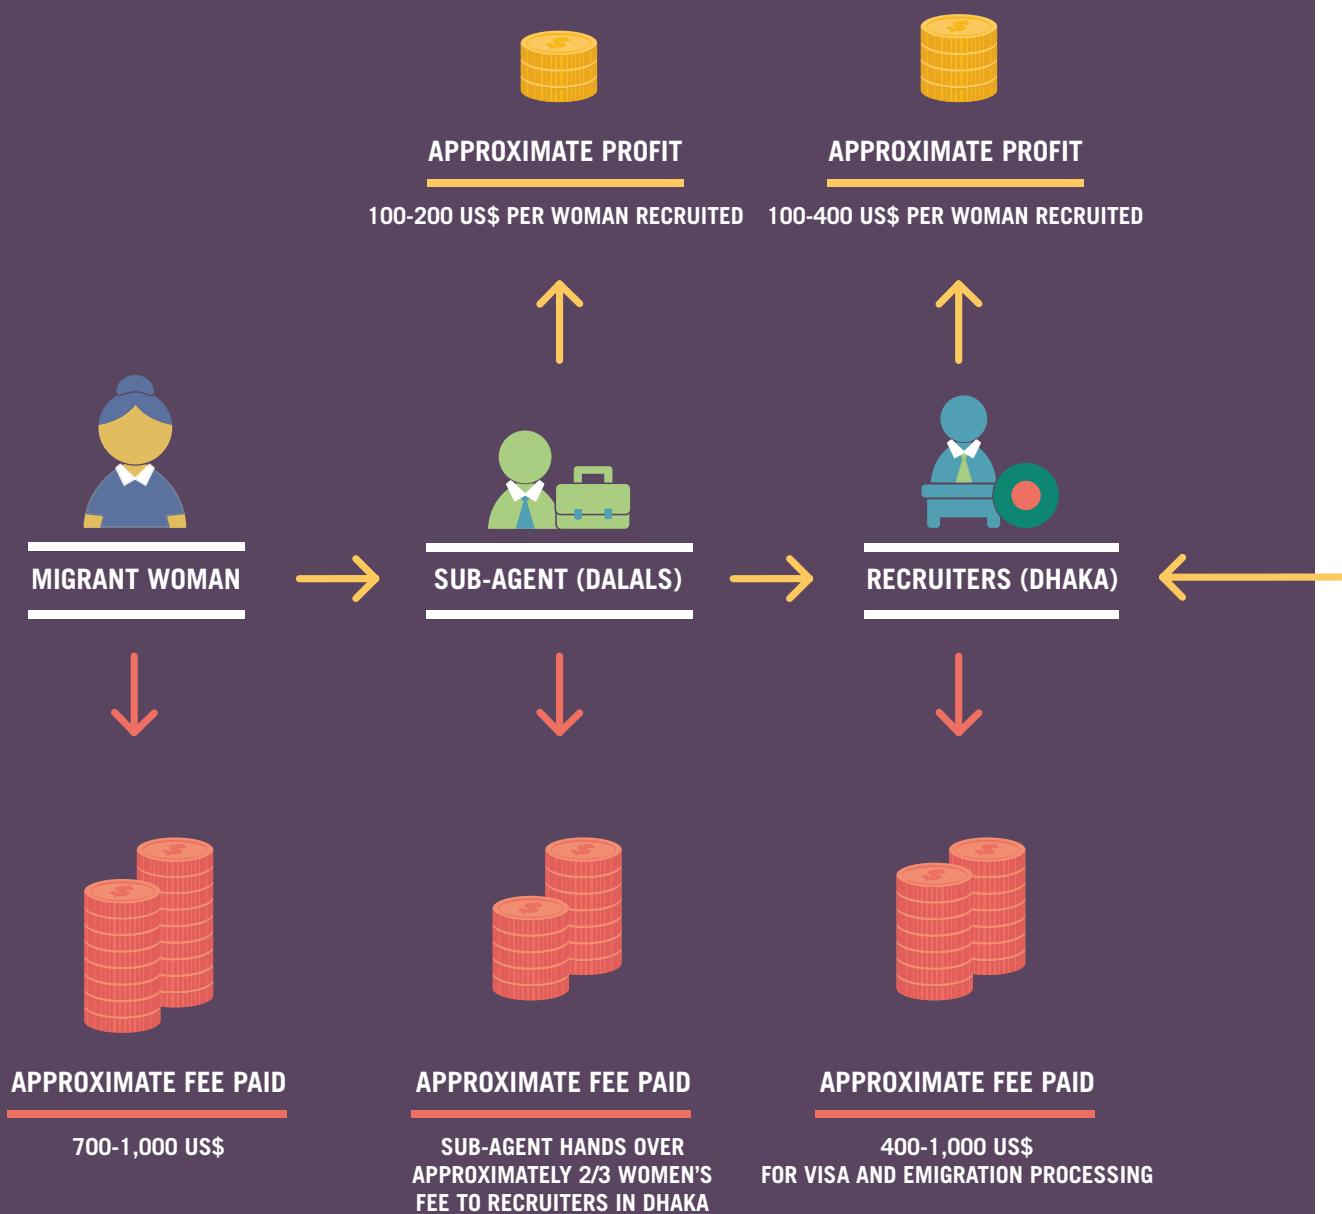 APPROXIMATE PROFIT
100-200 US$ PER WOMAN RECRUITED
APPROXIMATE PROFIT
100-400 US$ PER WOMAN RECRUITED
MIGRANT WOMAN
SUB-AGENT (DALALS)
RECRUITERS (DHAKA)
APPROXIMATE FEE PAID
700-1,000 US$
APPROXIMATE FEE PAID
SUB-AGENT HANDS OVER
APPROXIMATELY 2/3 WOMEN’S
FEE TO RECRUITERS IN DHAKA
APPROXIMATE FEE PAID
400-1,000 US$
FOR VISA AND EMIGRATION PROCESSING